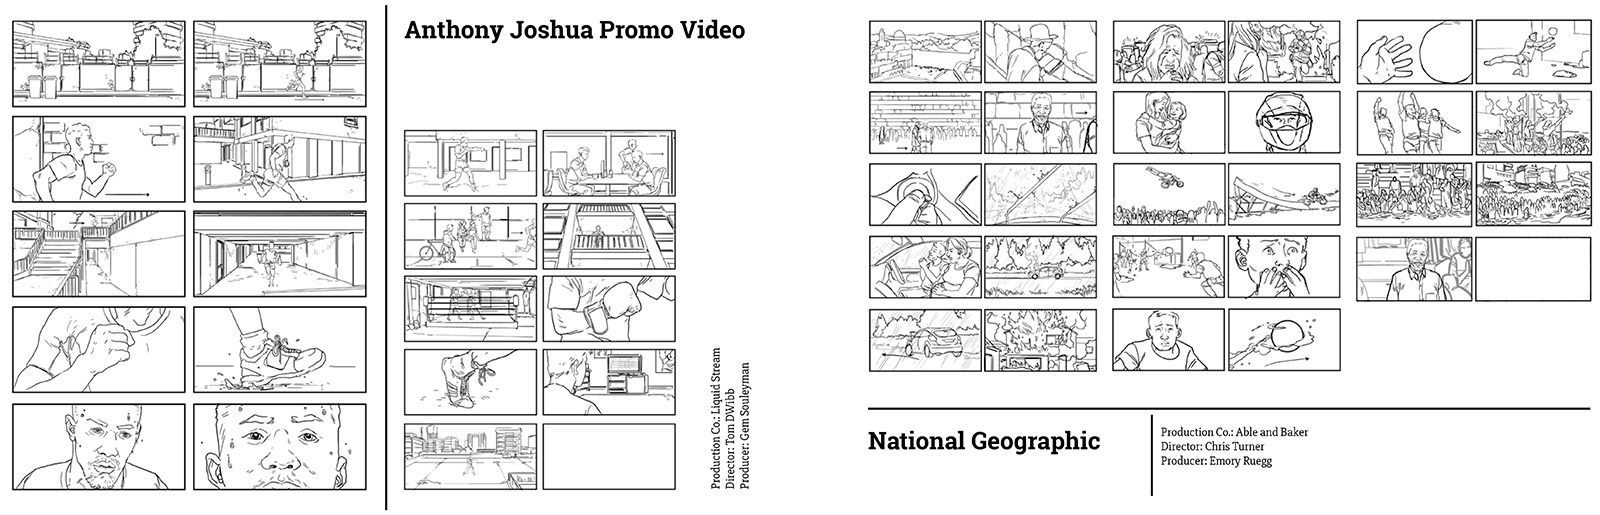 Anthony Joshua Promo Video
Production Co.: Liquid Stream
Director: Tom DWibb
Producer: Gem Souleyman
National Geographic
Production Co.: Able and Baker
Director: Chris Turner
Producer: Emory Ruegg